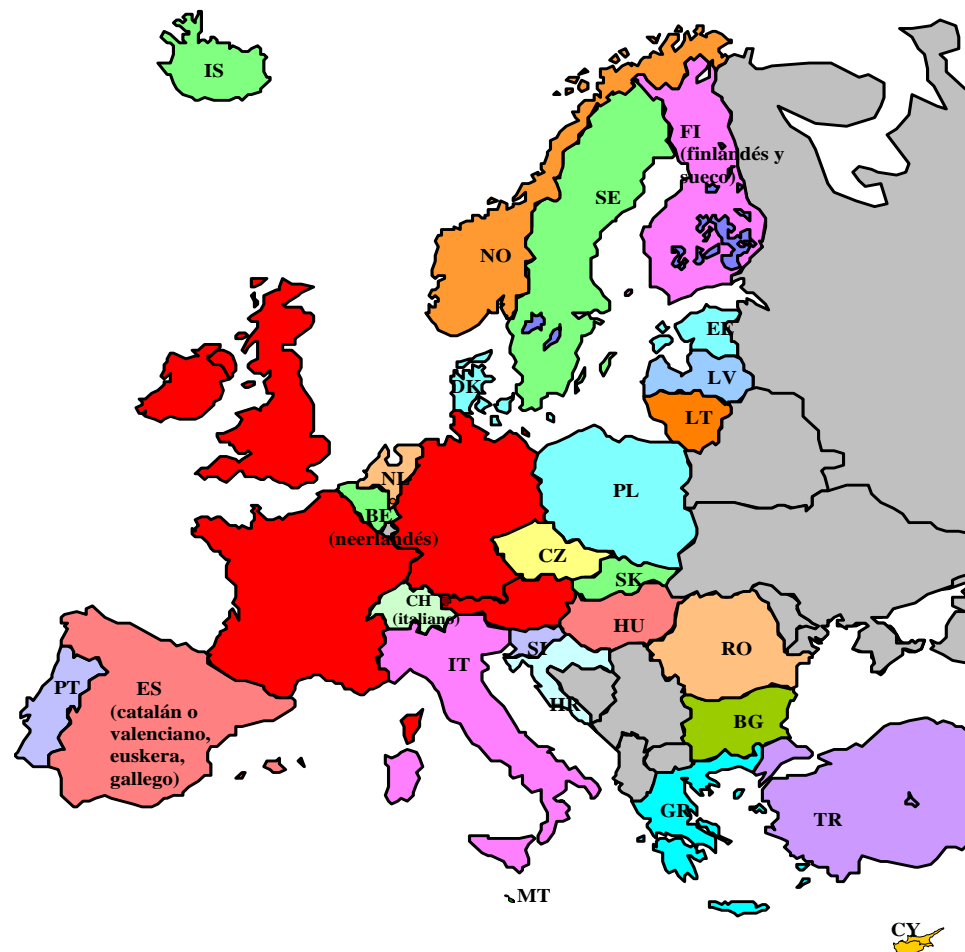 IS
FI
(finlandés y
sueco)
SE
NO
EE
LV
DK
LT
NL
PL
BE
(neerlandés)
CZ
SK
CH
(italiano)
HU
SI
RO
IT
PT
ES
(catalán o
valenciano,
euskera,
gallego)
HR
BG
GR
TR
MT
CY